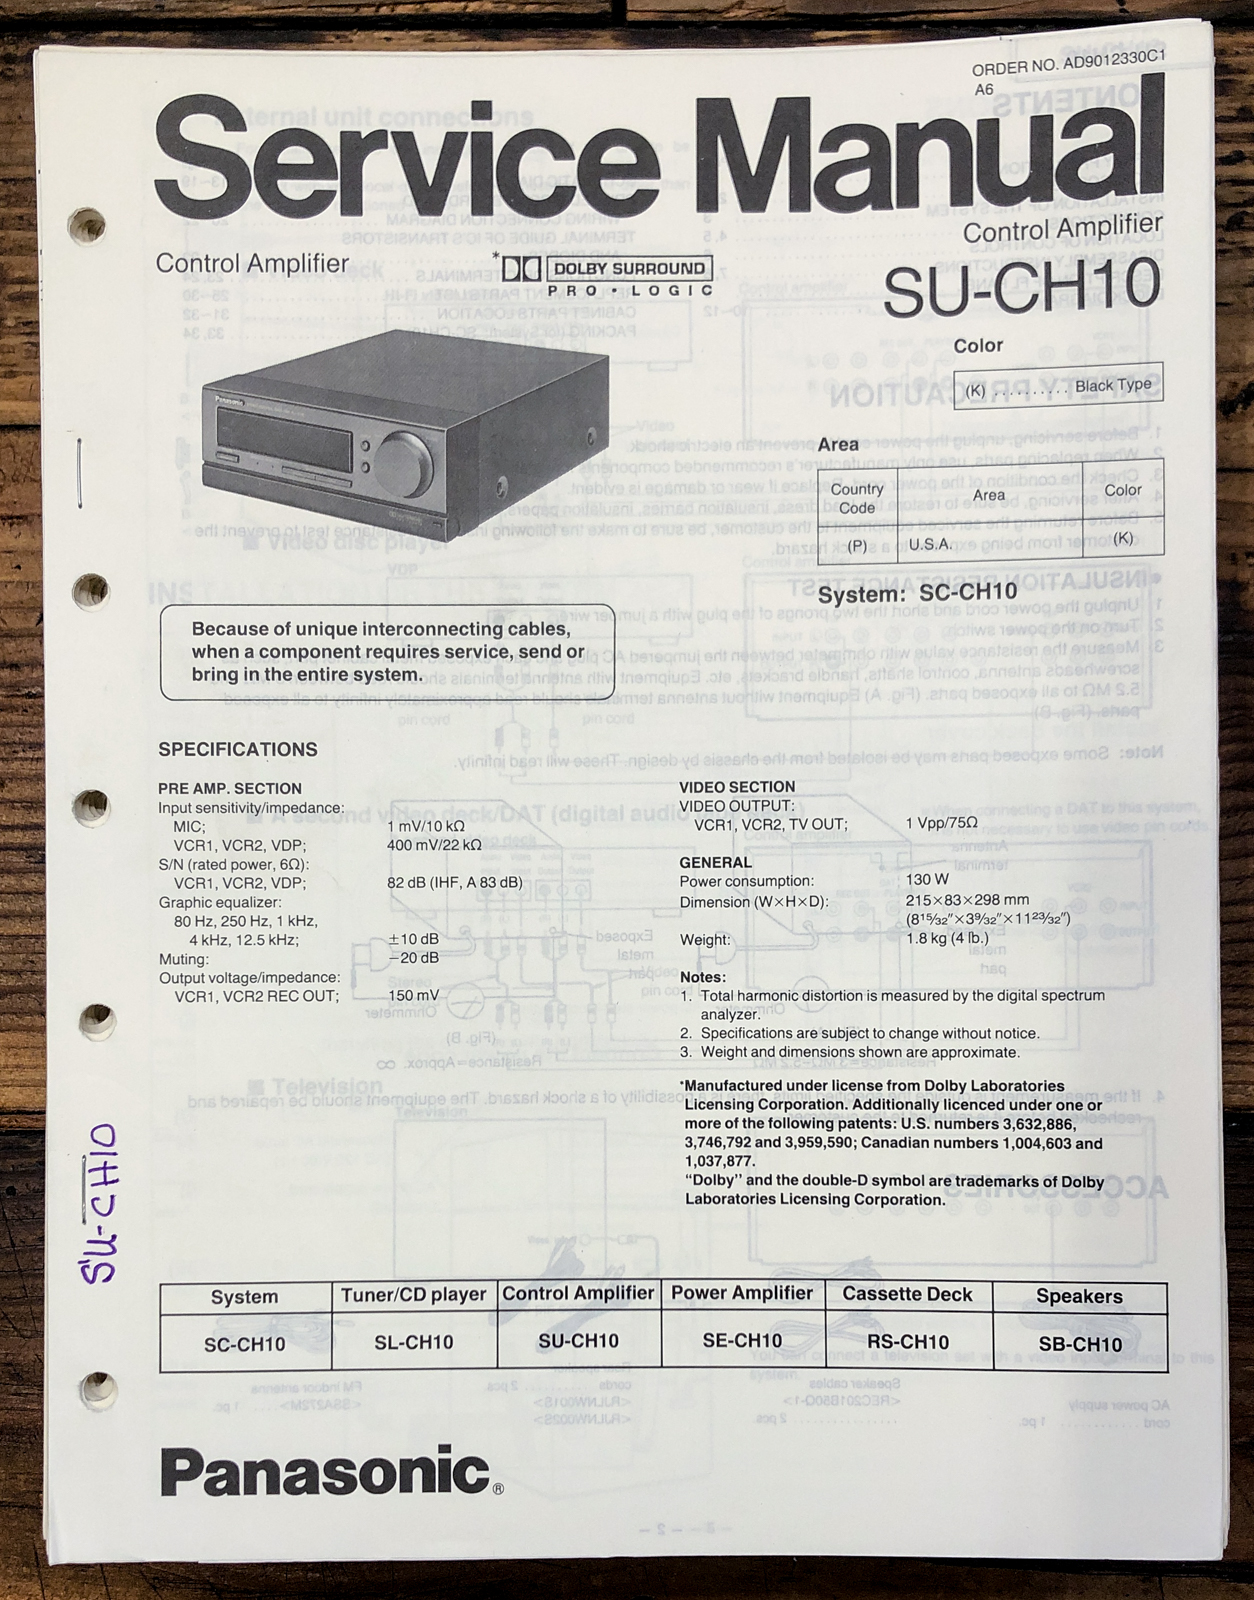 ORDER NO. AD9012330C1
A6
Service Manual
Control Amplifier
Control Amplifier
*DOLBY SURROUND
PRO • LOGIC
SU-CH10
Panasonic
Color
(K) .......... Black Type
Area
Country Code Area Color
(P) U.S.A. (K)
System: SC-CH10
Because of unique interconnecting cables,
when a component requires service, send or
bring in the entire system.
SPECIFICATIONS
PRE AMP. SECTION
Input sensitivity/impedance:
MIC; 1 mV/10 kΩ
VCR1, VCR2, VDP; 400 mV/22 kΩ
S/N (rated power, 6Ω):
VCR1, VCR2, VDP; 82 dB (IHF, A 83 dB)
Graphic equalizer:
80 Hz, 250 Hz, 1 kHz,
4 kHz, 12.5 kHz; ±10 dB
Muting: −20 dB
Output voltage/impedance:
VCR1, VCR2 REC OUT; 150 mV
VIDEO SECTION
VIDEO OUTPUT:
VCR1, VCR2, TV OUT; 1 Vpp/75Ω
GENERAL
Power consumption: 130 W
Dimension (W×H×D): 215×83×298 mm
(8 15/32″×3 9/32″×11 23/32″)
Weight: 1.8 kg (4 lb.)
Notes:
1. Total harmonic distortion is measured by the digital spectrum
analyzer.
2. Specifications are subject to change without notice.
3. Weight and dimensions shown are approximate.
*Manufactured under license from Dolby Laboratories
Licensing Corporation. Additionally licenced under one or
more of the following patents: U.S. numbers 3,632,886,
3,746,792 and 3,959,590; Canadian numbers 1,004,603 and
1,037,877.
“Dolby” and the double-D symbol are trademarks of Dolby
Laboratories Licensing Corporation.
SU-CH10
System Tuner/CD player Control Amplifier Power Amplifier Cassette Deck Speakers
SC-CH10 SL-CH10 SU-CH10 SE-CH10 RS-CH10 SB-CH10
Panasonic®